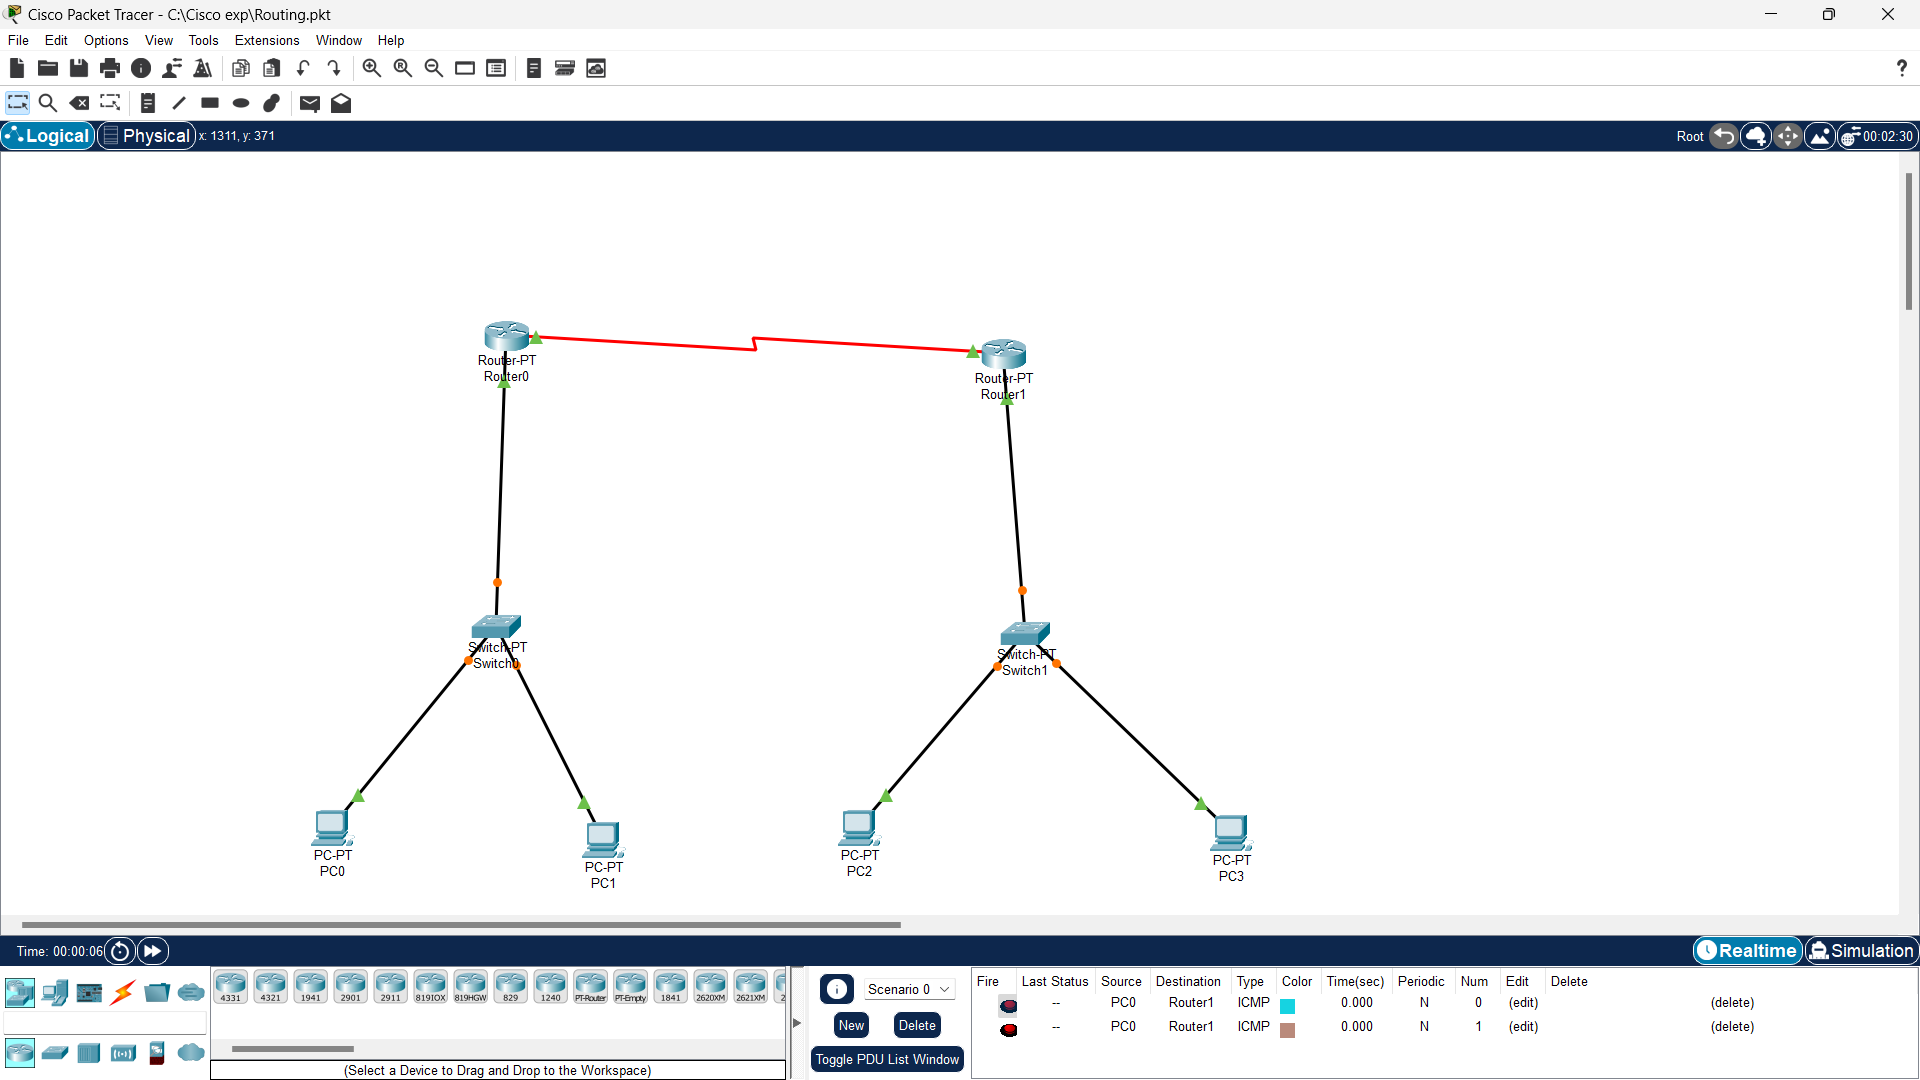 Cisco Packet Tracer - C:\Cisco exp\Routing.pkt
File Edit Options View Tools Extensions Window Help
?
Logical Physical x: 1311, y: 371 Root 00:02:30
Router-PT
Router0
Router-PT
Router1
Switch-PT
Switch0
Switch-PT
Switch1
PC-PT
PC0
PC-PT
PC1
PC-PT
PC2
PC-PT
PC3
Time: 00:00:06 Realtime Simulation
4331 4321 1941 2901 2911 819IOX 819HGW 829 1240 PT-Router PT-Empty 1841 2620XM 2621XM 2
(Select a Device to Drag and Drop to the Workspace)
Scenario 0
New Delete
Toggle PDU List Window
Fire Last Status Source Destination Type Color Time(sec) Periodic Num Edit Delete
-- PC0 Router1 ICMP 0.000 N 0 (edit) (delete)
-- PC0 Router1 ICMP 0.000 N 1 (edit) (delete)